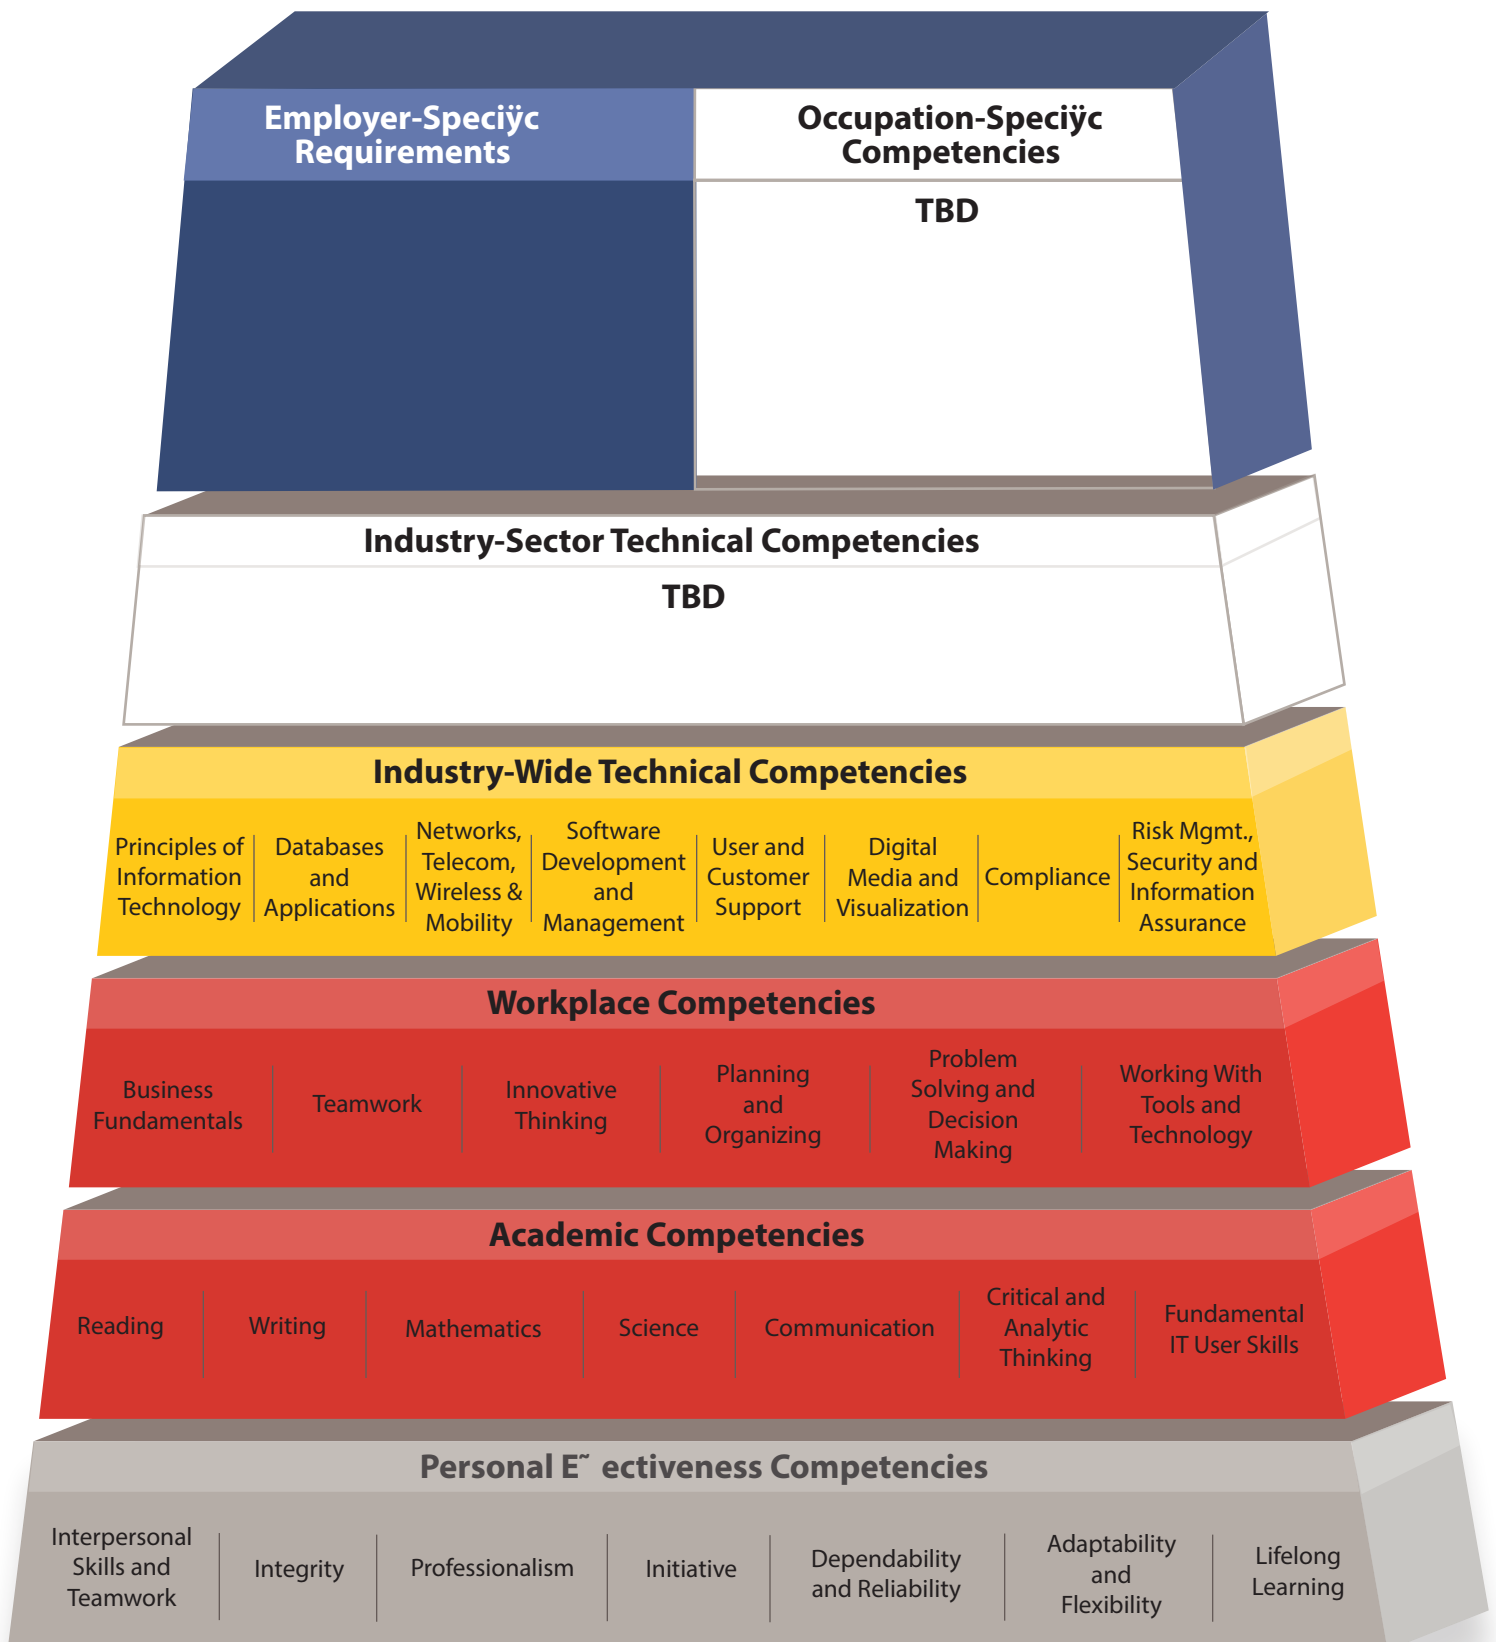 Employer-Speciÿc
Requirements
Occupation-Speciÿc
Competencies
TBD
Industry-Sector Technical Competencies
TBD
Industry-Wide Technical Competencies
Principles of
Information
Technology
Databases
and
Applications
Networks,
Telecom,
Wireless &
Mobility
Software
Development
and
Management
User and
Customer
Support
Digital
Media and
Visualization
Compliance
Risk Mgmt.,
Security and
Information
Assurance
Workplace Competencies
Business
Fundamentals
Teamwork
Innovative
Thinking
Planning
and
Organizing
Problem
Solving and
Decision
Making
Working With
Tools and
Technology
Academic Competencies
Reading
Writing
Mathematics
Science
Communication
Critical and
Analytic
Thinking
Fundamental
IT User Skills
Personal E˜ ectiveness Competencies
Interpersonal
Skills and
Teamwork
Integrity
Professionalism
Initiative
Dependability
and Reliability
Adaptability
and
Flexibility
Lifelong
Learning